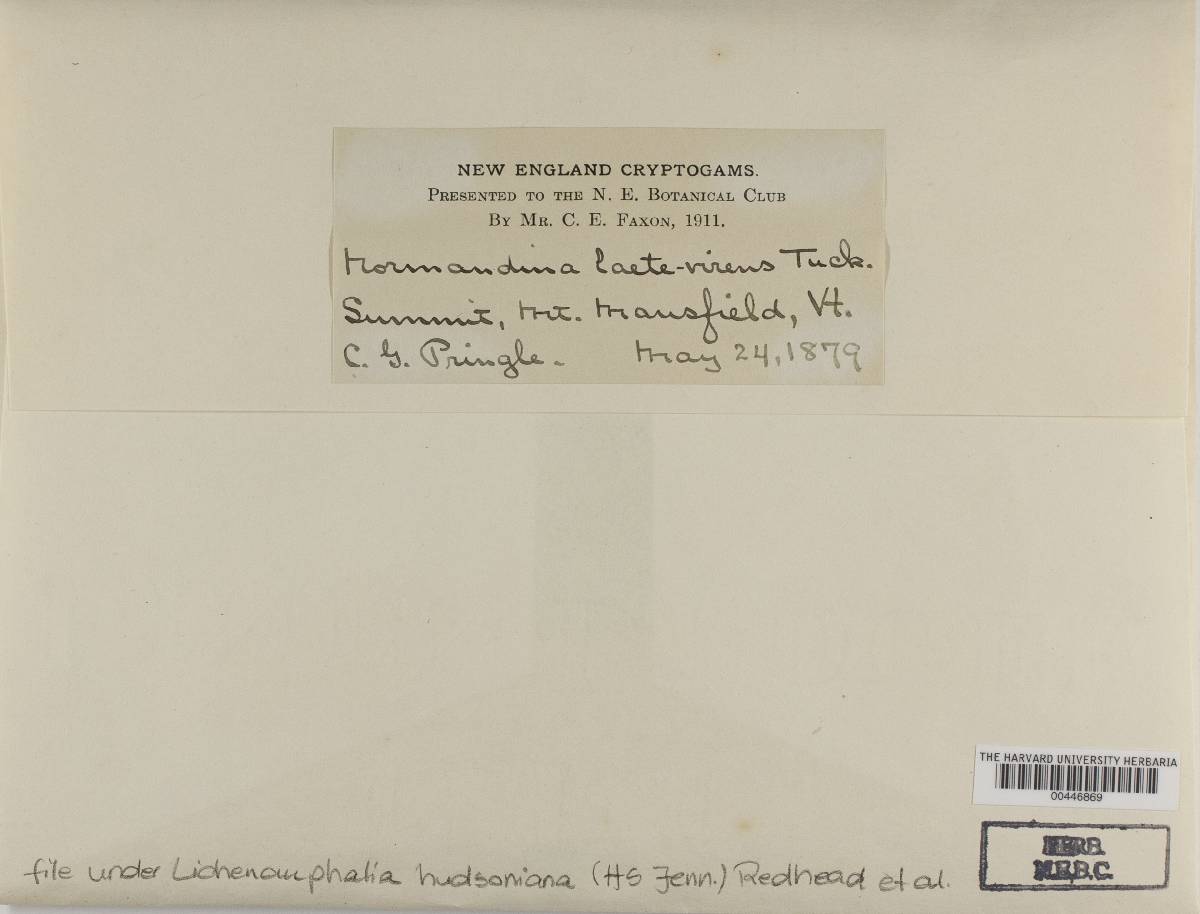 NEW ENGLAND CRYPTOGAMS.
PRESENTED TO THE N. E. BOTANICAL CLUB
BY MR. C. E. FAXON, 1911.
Normandina laete-virens Tuck.
Summit, Mt. Mansfield, Vt.
C. G. Pringle. May 24, 1879
THE HARVARD UNIVERSITY HERBARIA
00446869
HERB.
N.E.B.C.
file under Lichenomphalia hudsoniana (HS Jenn.) Redhead et al.